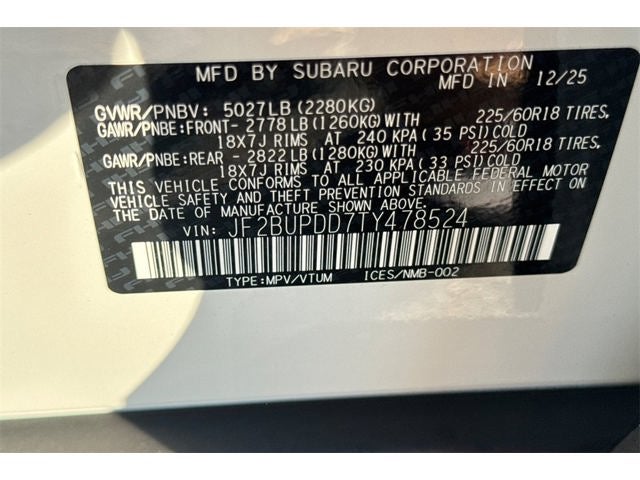 MFD BY SUBARU CORPORATION
MFD IN 12/25
GVWR/PNBV: 5027LB (2280KG)
GAWR/PNBE:FRONT- 2778 LB (1260KG) WITH 225/60R18 TIRES,
18X7J RIMS AT 240 KPA ( 35 PSI) COLD
GAWR/PNBE:REAR - 2822 LB (1280KG) WITH 225/60R18 TIRES,
18X7J RIMS AT 230 KPA ( 33 PSI) COLD
THIS VEHICLE CONFORMS TO ALL APPLICABLE FEDERAL MOTOR
VEHICLE SAFETY AND THEFT PREVENTION STANDARDS IN EFFECT ON
THE DATE OF MANUFACTURE SHOWN ABOVE.
VIN: JF2BUPDD7TY478524
TYPE:MPV/VTUM ICES/NMB-002